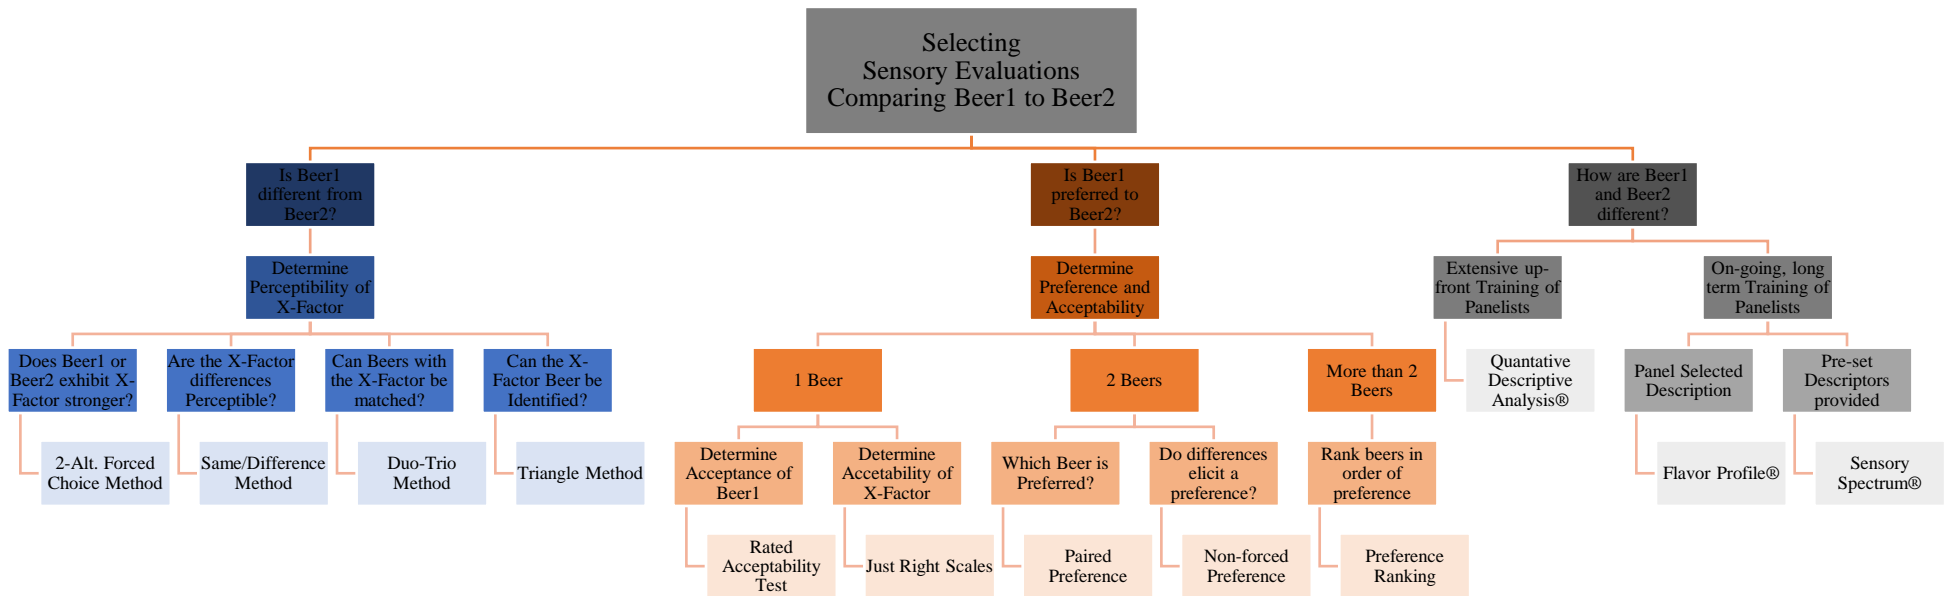 Selecting
Sensory Evaluations
Comparing Beer1 to Beer2
Is Beer1
different from
Beer2?
Is Beer1
preferred to
Beer2?
How are Beer1
and Beer2
different?
Determine
Perceptibility of
X-Factor
Determine
Preference and
Acceptability
Extensive up-
front Training of
Panelists
On-going, long
term Training of
Panelists
Does Beer1 or
Beer2 exhibit X-
Factor stronger?
Are the X-Factor
differences
Perceptible?
Can Beers with
the X-Factor be
matched?
Can the X-
Factor Beer be
Identified?
1 Beer
2 Beers
More than 2
Beers
Quantative
Descriptive
Analysis®
Panel Selected
Description
Pre-set
Descriptors
provided
2-Alt. Forced
Choice Method
Same/Difference
Method
Duo-Trio
Method
Triangle Method
Determine
Acceptance of
Beer1
Determine
Accetability of
X-Factor
Which Beer is
Preferred?
Do differences
elicit a
preference?
Rank beers in
order of
preference
Flavor Profile®
Sensory
Spectrum®
Rated
Acceptability
Test
Just Right Scales
Paired
Preference
Non-forced
Preference
Preference
Ranking